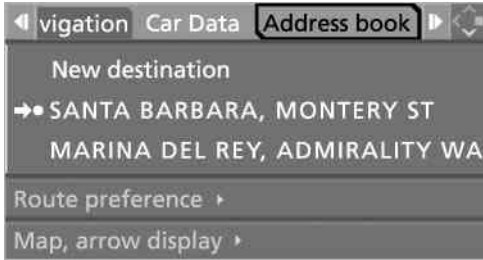 vigation Car Data Address book
New destination
SANTA BARBARA, MONTERY ST
MARINA DEL REY, ADMIRALITY WA
Route preference
Map, arrow display